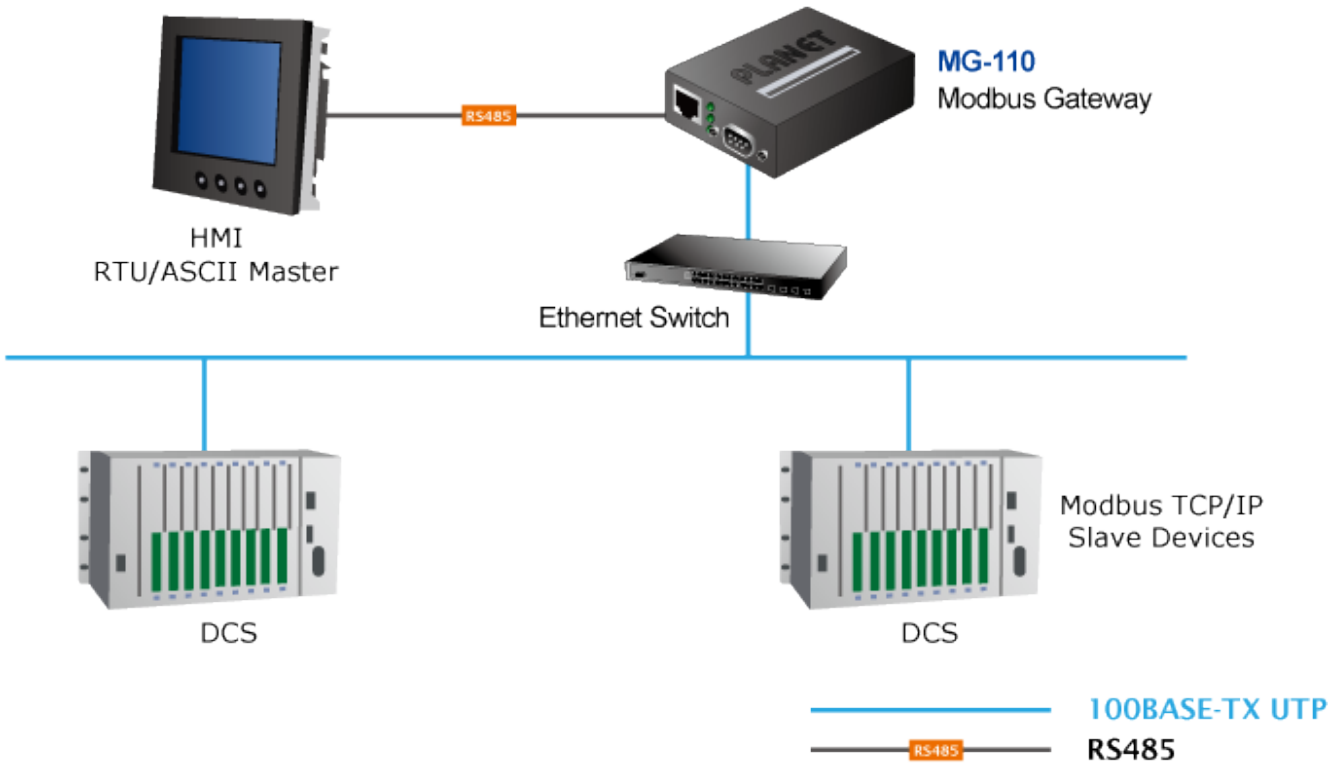 PLANET
MG-110
Modbus Gateway
RS485
HMI
RTU/ASCII Master
Ethernet Switch
Modbus TCP/IP
Slave Devices
DCS
DCS
100BASE-TX UTP
RS485
RS485